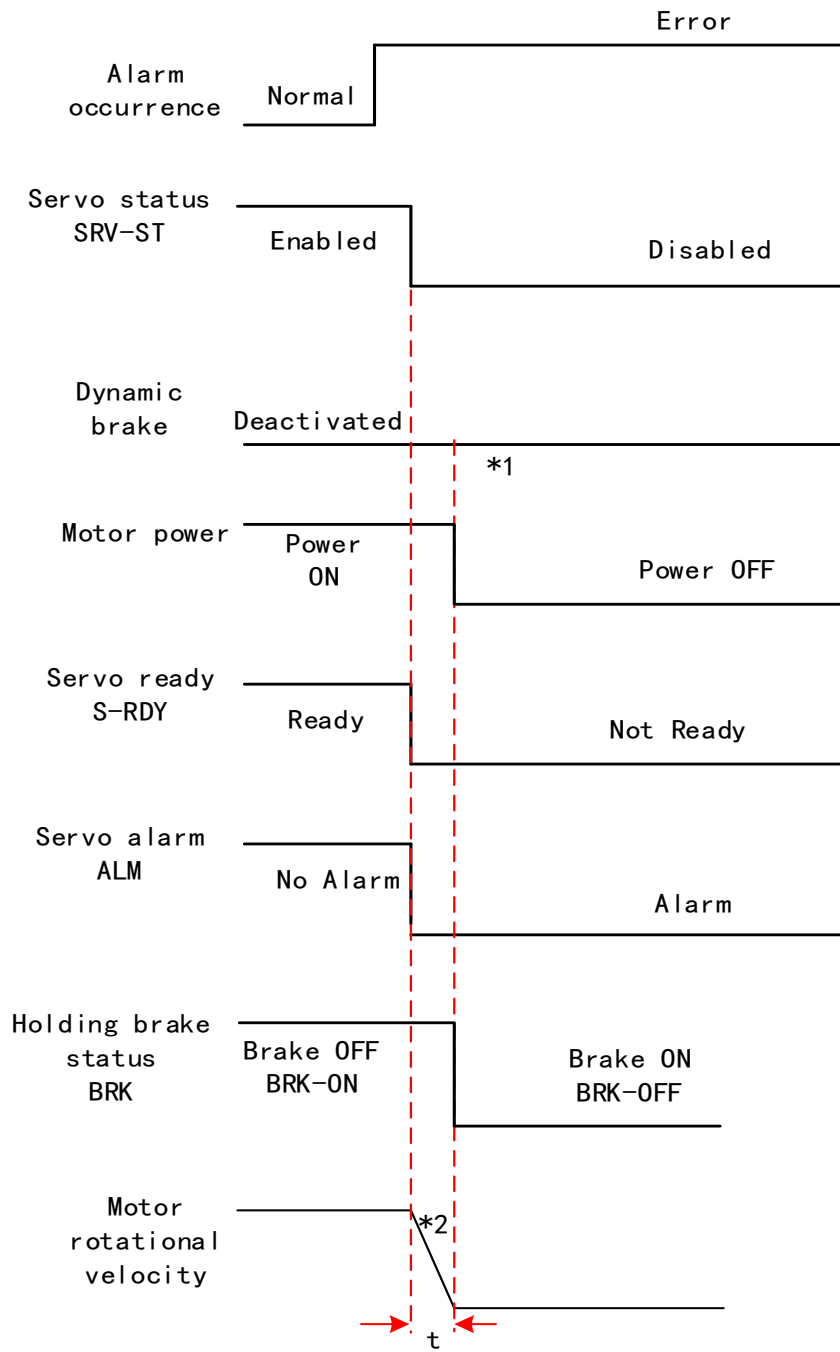 Error
Alarm
occurrence
Normal
Servo status
SRV-ST
Enabled
Disabled
Dynamic
brake
Deactivated
*1
Motor power
Power
ON
Power OFF
Servo ready
S-RDY
Ready
Not Ready
Servo alarm
ALM
No Alarm
Alarm
Holding brake
status
BRK
Brake OFF
BRK-ON
Brake ON
BRK-OFF
Motor
rotational
velocity
*2
t